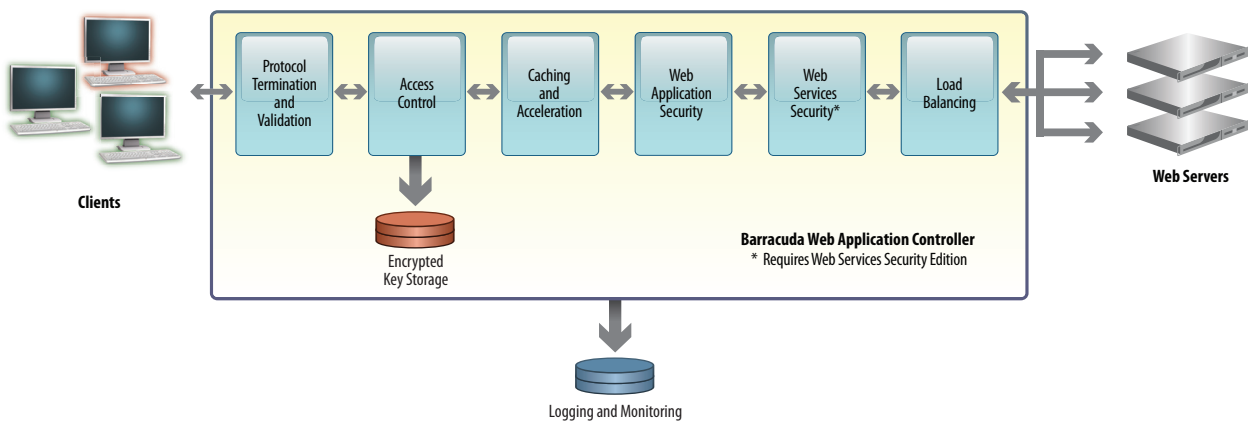 Protocol
Termination
and
Validation
Access
Control
Caching
and
Acceleration
Web
Application
Security
Web
Services
Security*
Load
Balancing
Clients
Web Servers
Encrypted
Key Storage
Barracuda Web Application Controller
* Requires Web Services Security Edition
Logging and Monitoring